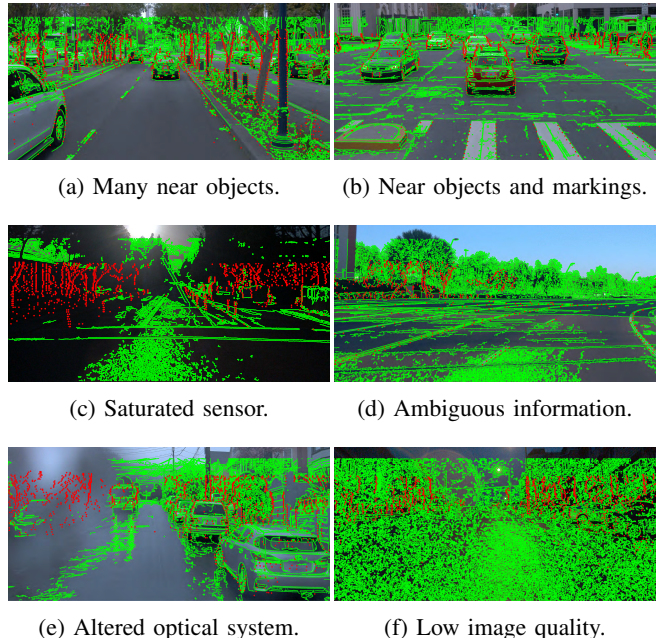 (a) Many near objects.
(b) Near objects and markings.
(c) Saturated sensor.
(d) Ambiguous information.
(e) Altered optical system.
(f) Low image quality.